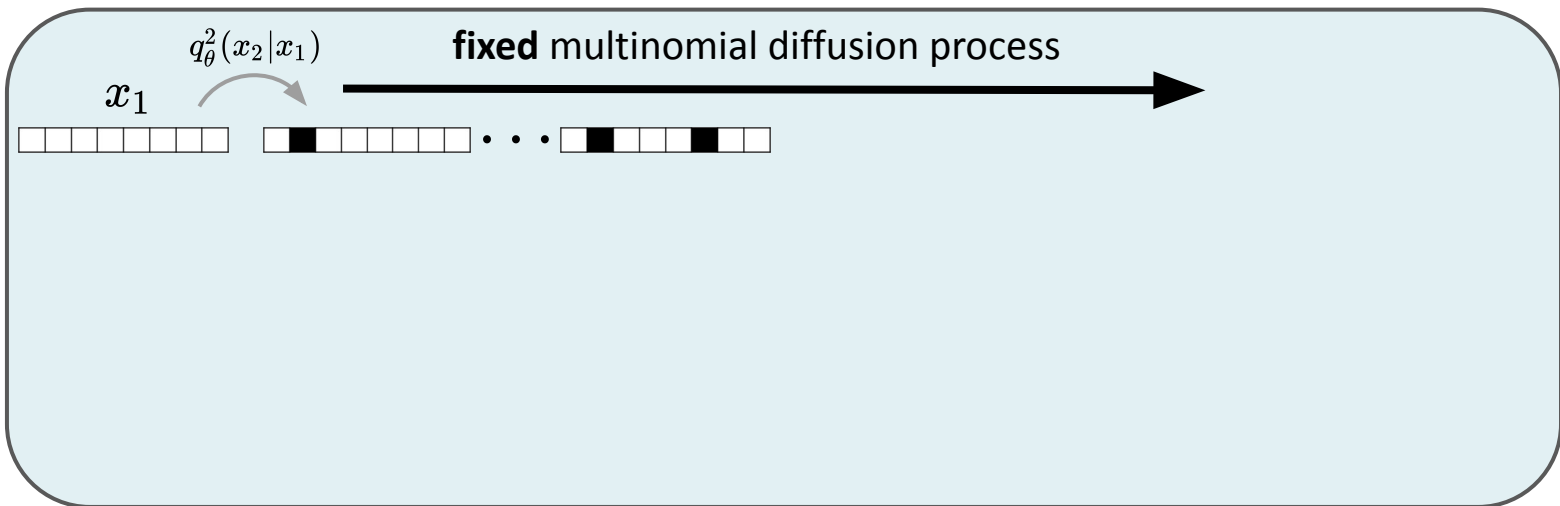 q_θ^2(x_2|x_1)
fixed multinomial diffusion process
x_1